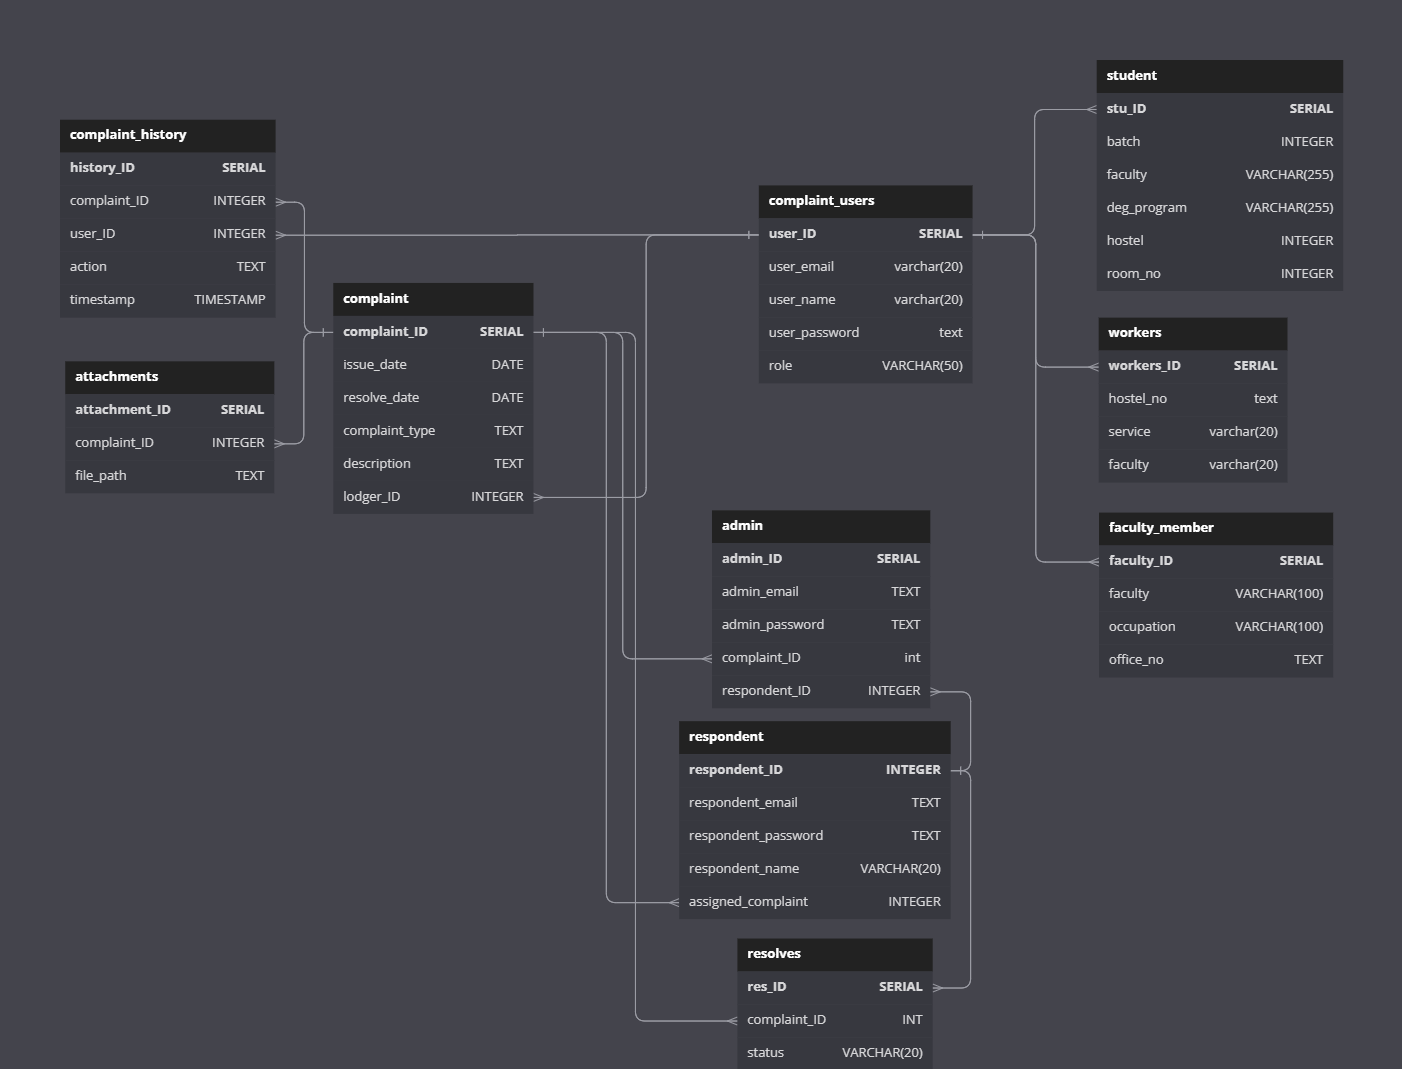 complaint_history
history_ID SERIAL
complaint_ID INTEGER
user_ID INTEGER
action TEXT
timestamp TIMESTAMP
attachments
attachment_ID SERIAL
complaint_ID INTEGER
file_path TEXT
complaint
complaint_ID SERIAL
issue_date DATE
resolve_date DATE
complaint_type TEXT
description TEXT
lodger_ID INTEGER
complaint_users
user_ID SERIAL
user_email varchar(20)
user_name varchar(20)
user_password text
role VARCHAR(50)
student
stu_ID SERIAL
batch INTEGER
faculty VARCHAR(255)
deg_program VARCHAR(255)
hostel INTEGER
room_no INTEGER
workers
workers_ID SERIAL
hostel_no text
service varchar(20)
faculty varchar(20)
faculty_member
faculty_ID SERIAL
faculty VARCHAR(100)
occupation VARCHAR(100)
office_no TEXT
admin
admin_ID SERIAL
admin_email TEXT
admin_password TEXT
complaint_ID int
respondent_ID INTEGER
respondent
respondent_ID INTEGER
respondent_email TEXT
respondent_password TEXT
respondent_name VARCHAR(20)
assigned_complaint INTEGER
resolves
res_ID SERIAL
complaint_ID INT
status VARCHAR(20)